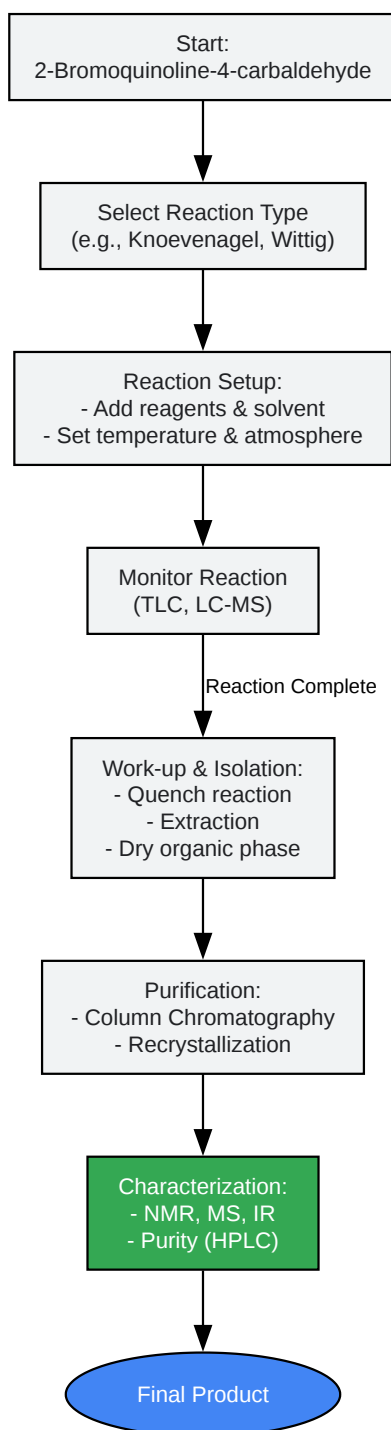 Start:
2-Bromoquinoline-4-carbaldehyde
Select Reaction Type
(e.g., Knoevenagel, Wittig)
Reaction Setup:
- Add reagents & solvent
- Set temperature & atmosphere
Monitor Reaction
(TLC, LC-MS)
Reaction Complete
Work-up & Isolation:
- Quench reaction
- Extraction
- Dry organic phase
Purification:
- Column Chromatography
- Recrystallization
Characterization:
- NMR, MS, IR
- Purity (HPLC)
Final Product